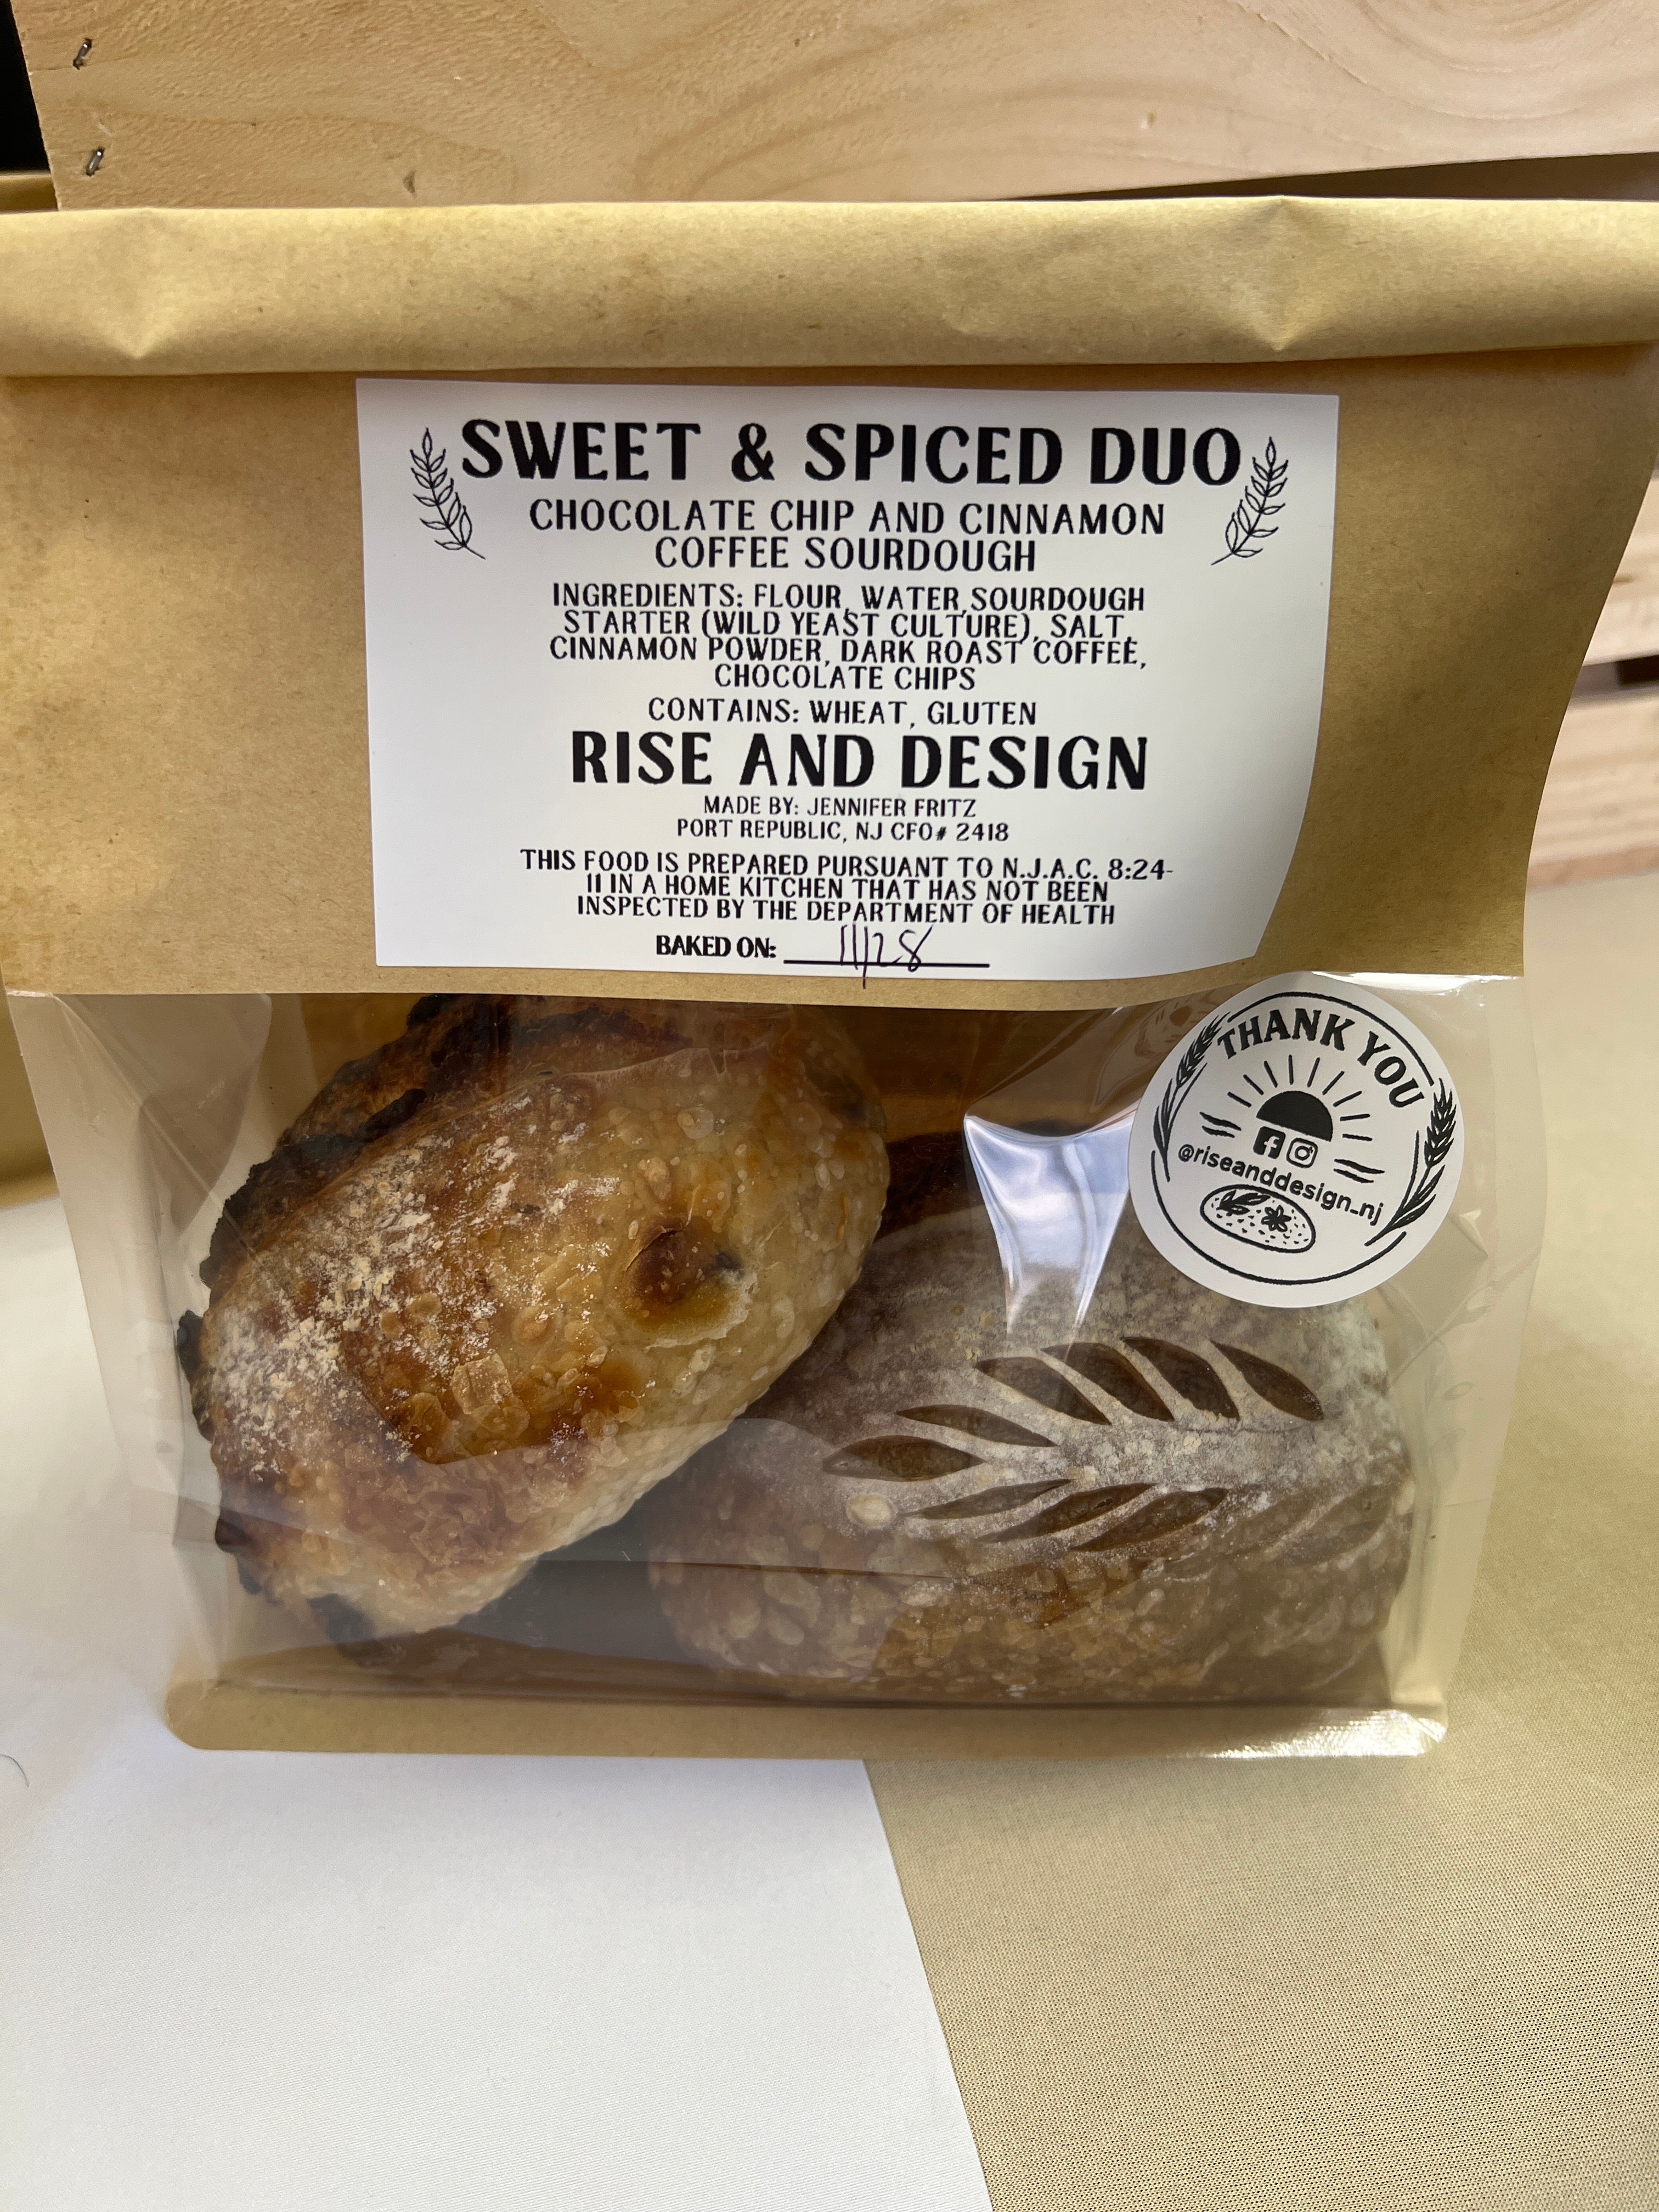 SWEET & SPICED DUO
CHOCOLATE CHIP AND CINNAMON
COFFEE SOURDOUGH
INGREDIENTS: FLOUR, WATER, SOURDOUGH
STARTER (WILD YEAST CULTURE), SALT,
CINNAMON POWDER, DARK ROAST COFFEE,
CHOCOLATE CHIPS
CONTAINS: WHEAT, GLUTEN
RISE AND DESIGN
MADE BY: JENNIFER FRITZ
PORT REPUBLIC, NJ CFO# 2418
THIS FOOD IS PREPARED PURSUANT TO N.J.A.C. 8:24-
11 IN A HOME KITCHEN THAT HAS NOT BEEN
INSPECTED BY THE DEPARTMENT OF HEALTH
BAKED ON: 11/28
THANK YOU
@riseanddesign_nj